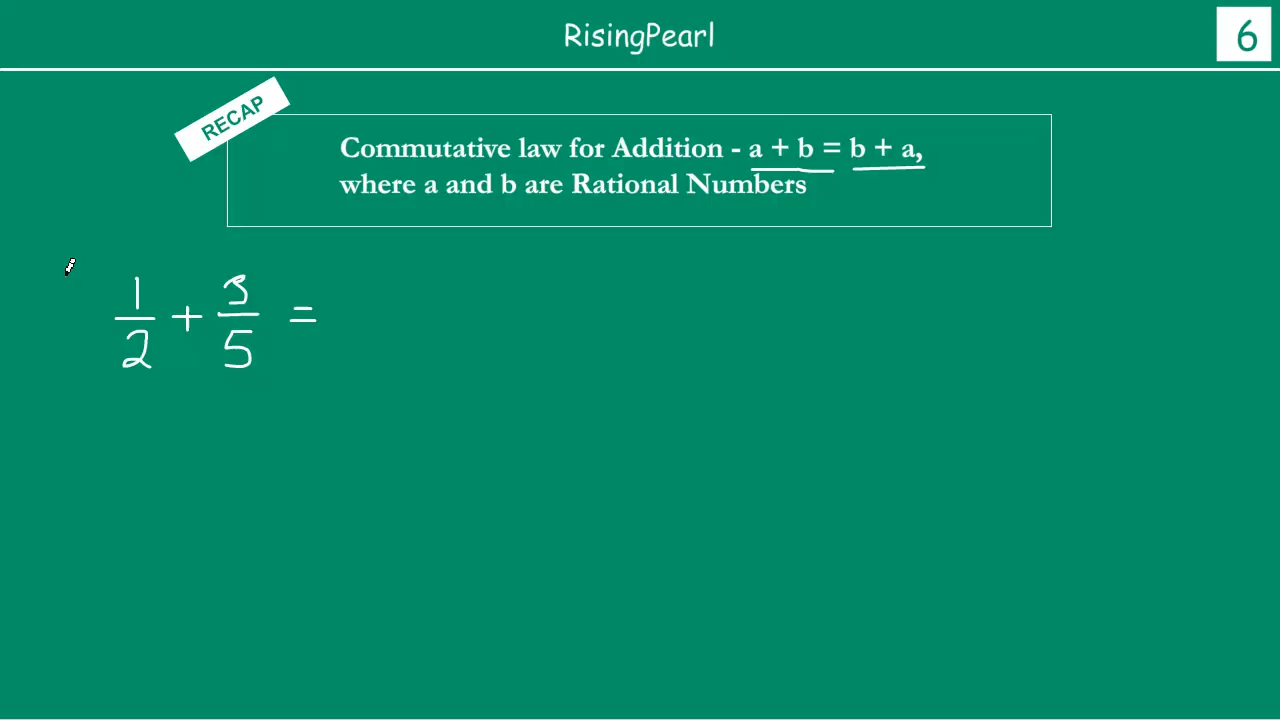 RisingPearl
6
RECAP
Commutative law for Addition - a + b = b + a,
where a and b are Rational Numbers
1/2 + 3/5 =